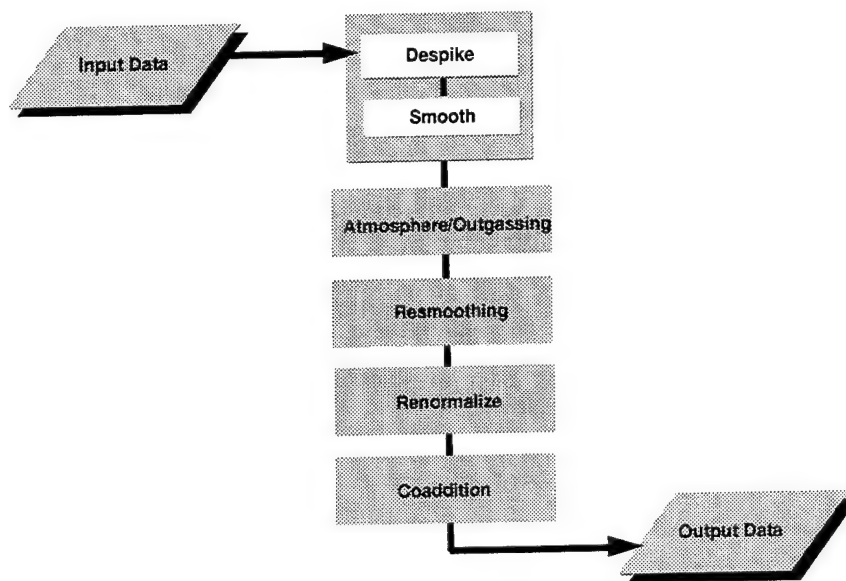 Input Data
Despike
Smooth
Atmosphere/Outgassing
Resmoothing
Renormalize
Coaddition
Output Data